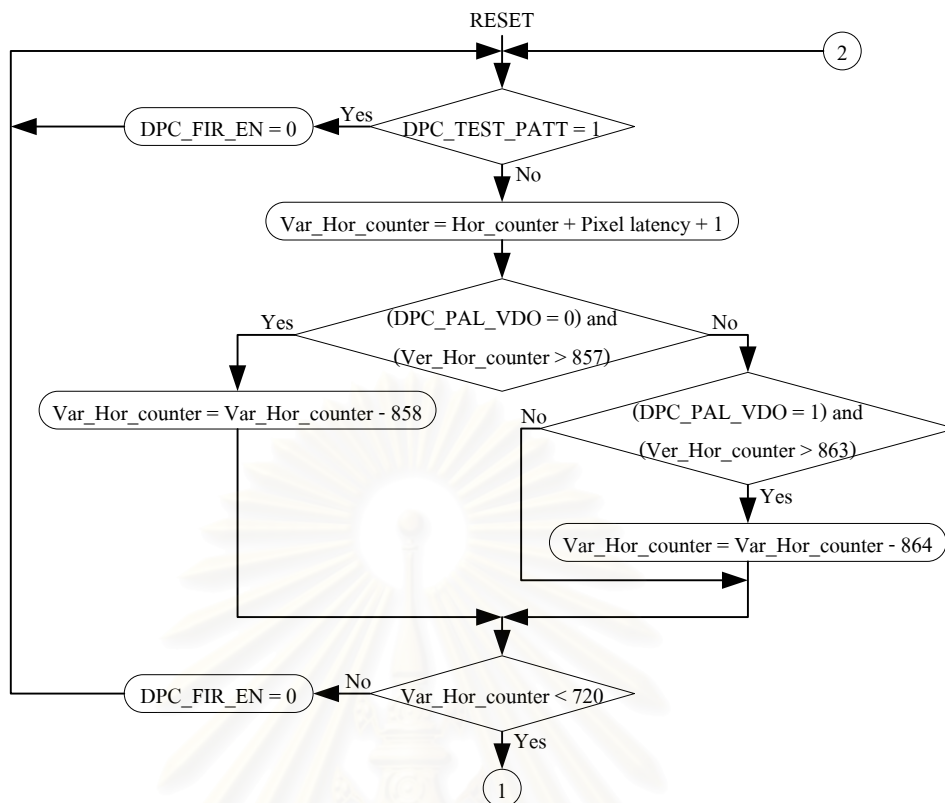 RESET
2
Yes
DPC_FIR_EN = 0
DPC_TEST_PATT = 1
No
Var_Hor_counter = Hor_counter + Pixel latency + 1
Yes
(DPC_PAL_VDO = 0) and
(Ver_Hor_counter > 857)
No
Var_Hor_counter = Var_Hor_counter - 858
No
(DPC_PAL_VDO = 1) and
(Ver_Hor_counter > 863)
Yes
Var_Hor_counter = Var_Hor_counter - 864
DPC_FIR_EN = 0
No
Var_Hor_counter < 720
Yes
1